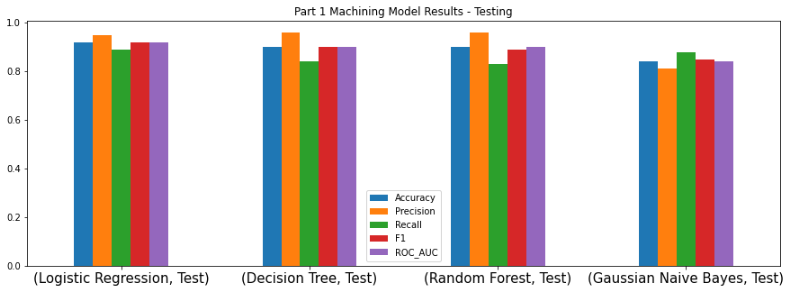 Part 1 Machining Model Results - Testing
1.0
0.8
0.6
0.4
0.2
0.0
Accuracy
Precision
Recall
F1
ROC_AUC
(Logistic Regression, Test) (Decision Tree, Test) (Random Forest, Test) (Gaussian Naive Bayes, Test)